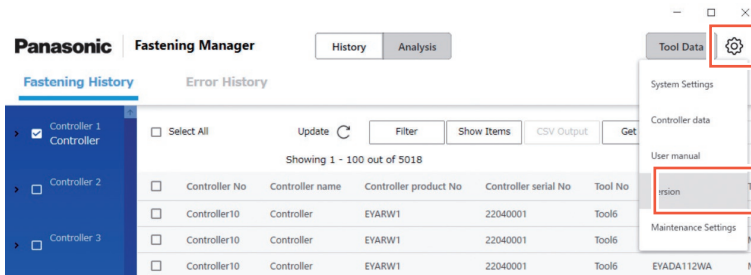 Panasonic Fastening Manager History Analysis Tool Data
Fastening History Error History
System Settings
Controller 1
Controller
Select All Update Filter Show Items CSV Output Get
Controller data
Showing 1 - 100 out of 5018
User manual
Controller 2
Controller No Controller name Controller product No Controller serial No Tool No
ersion
Controller10 Controller EYARW1 22040001 Tool6
Maintenance Settings
Controller 3
Controller10 Controller EYARW1 22040001 Tool6
Controller10 Controller EYARW1 22040001 Tool6 EYADA112WA